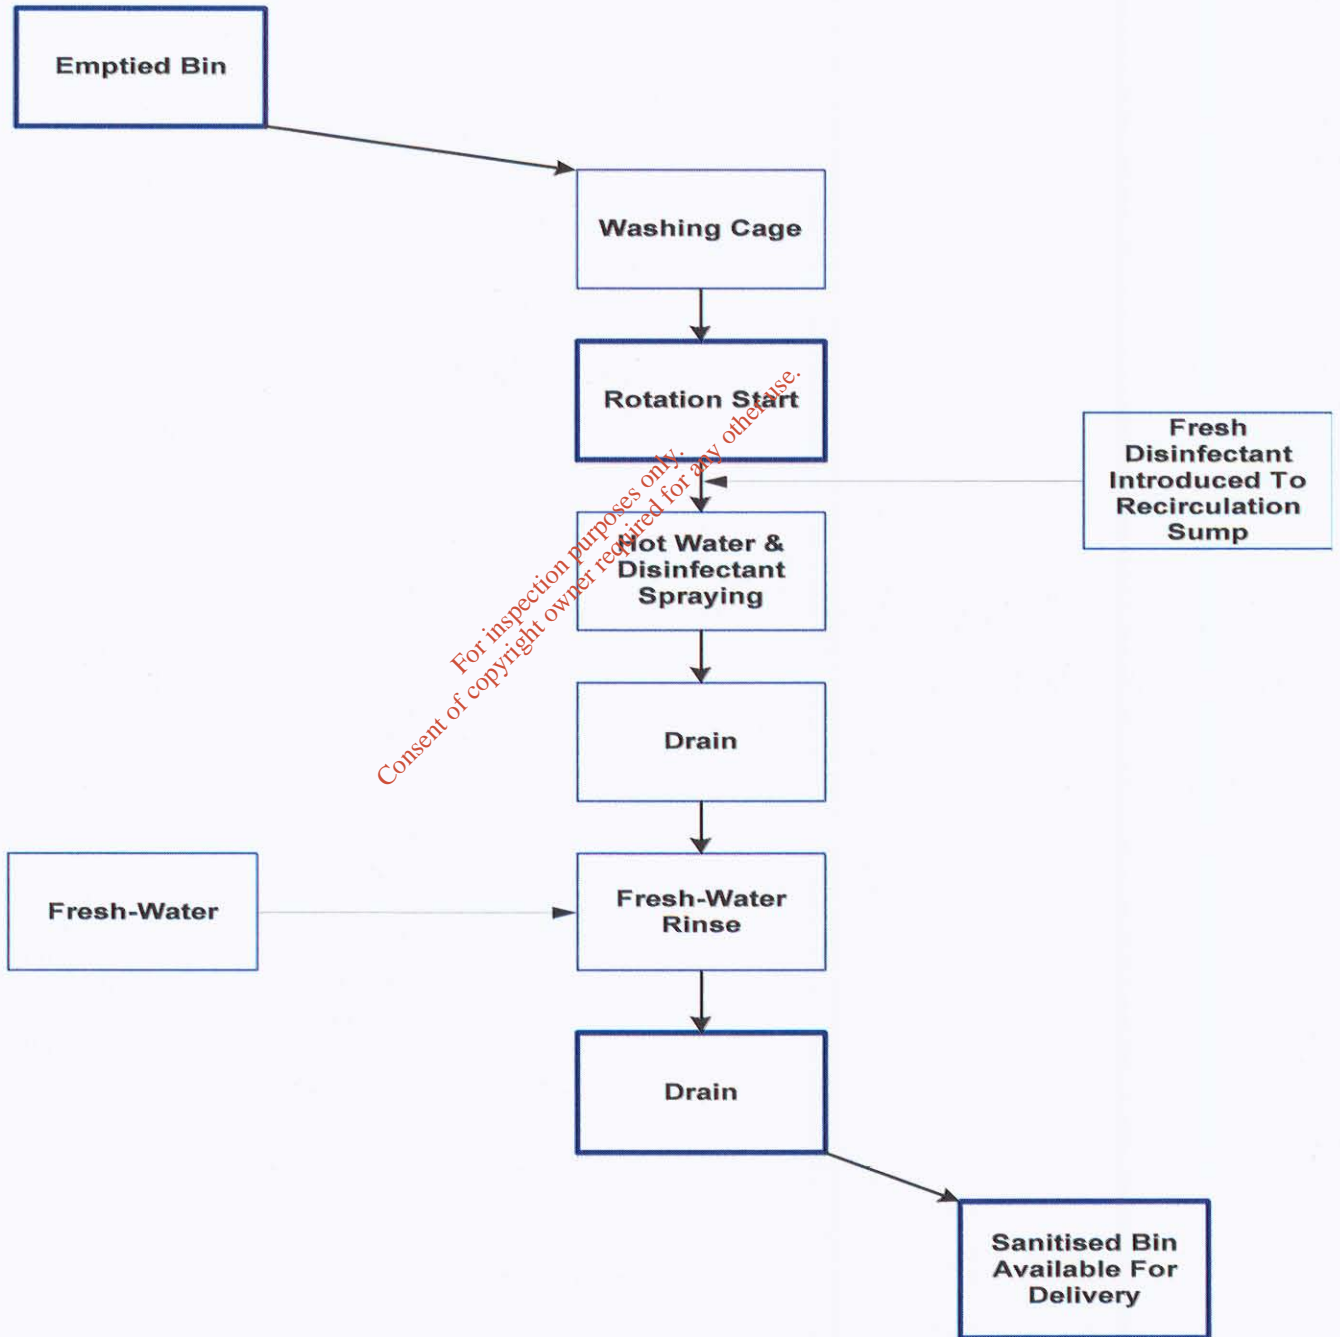 Emptied Bin
Washing Cage
Rotation Start
Fresh
Disinfectant
Introduced To
Recirculation
Sump
Hot Water &
Disinfectant
Spraying
For inspection purposes only.
Consent of copyright owner required for any other use.
Drain
Fresh-Water
Fresh-Water
Rinse
Drain
Sanitised Bin
Available For
Delivery